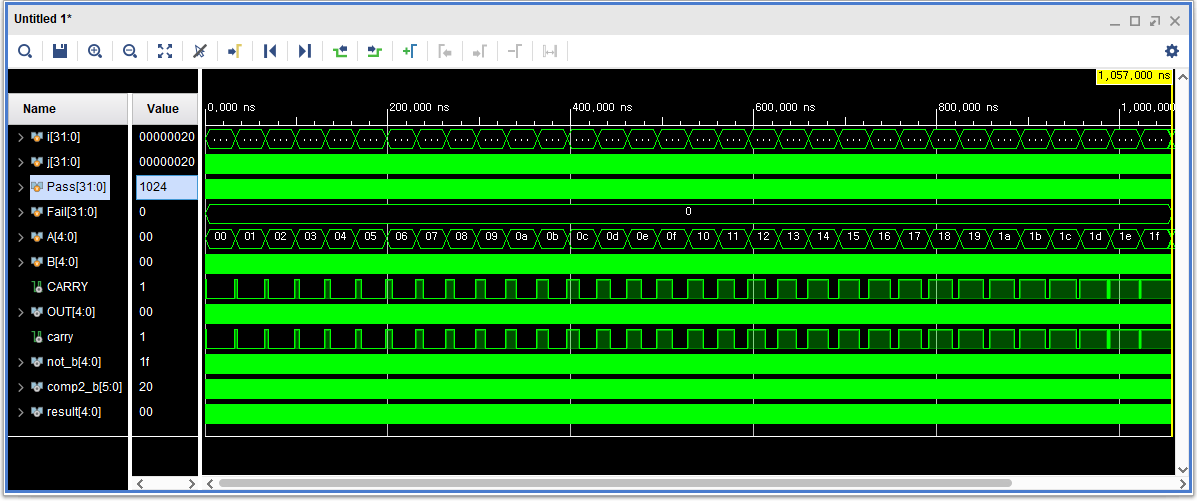 Untitled 1*
1,057,000 ns
Name Value
0,000 ns 200,000 ns 400,000 ns 600,000 ns 800,000 ns 1,000,000
i[31:0] 00000020
j[31:0] 00000020
Pass[31:0] 1024
Fail[31:0] 0 0
A[4:0] 00 00 01 02 03 04 05 06 07 08 09 0a 0b 0c 0d 0e 0f 10 11 12 13 14 15 16 17 18 19 1a 1b 1c 1d 1e 1f
B[4:0] 00
CARRY 1
OUT[4:0] 00
carry 1
not_b[4:0] 1f
comp2_b[5:0] 20
result[4:0] 00